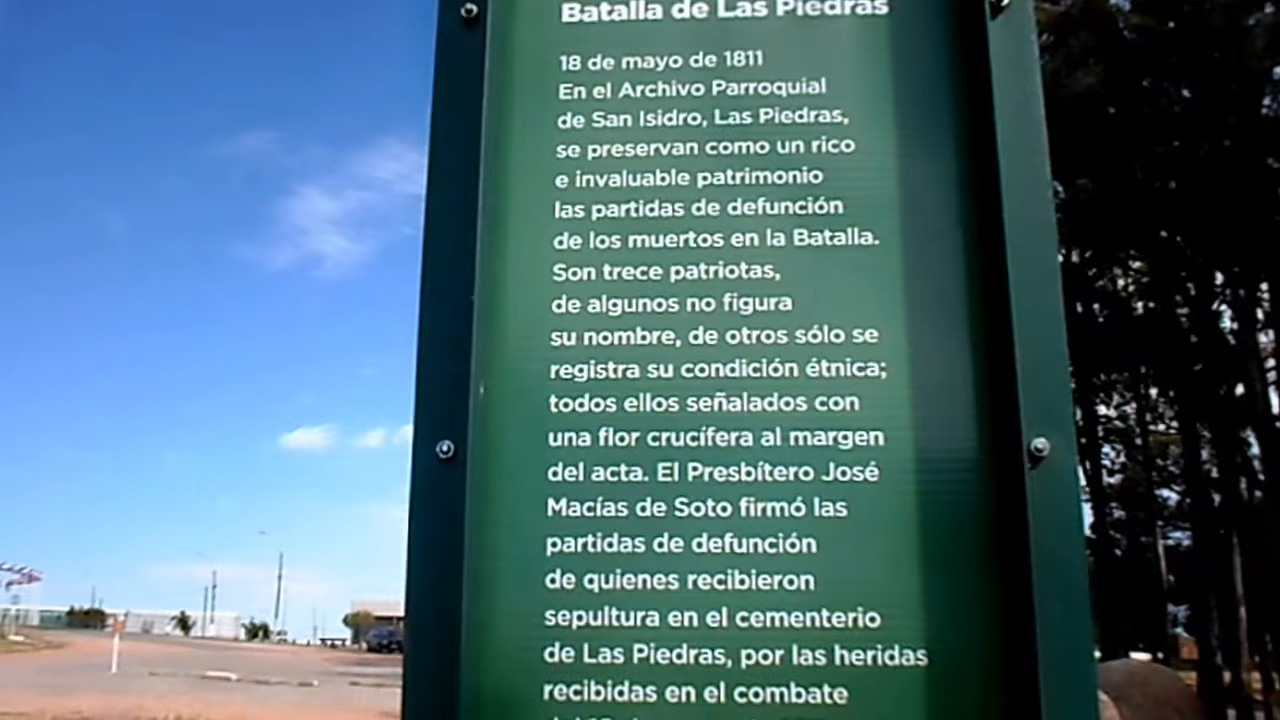 Batalla de Las Piedras
18 de mayo de 1811
En el Archivo Parroquial
de San Isidro, Las Piedras,
se preservan como un rico
e invaluable patrimonio
las partidas de defunción
de los muertos en la Batalla.
Son trece patriotas,
de algunos no figura
su nombre, de otros sólo se
registra su condición étnica;
todos ellos señalados con
una flor crucífera al margen
del acta. El Presbítero José
Macías de Soto firmó las
partidas de defunción
de quienes recibieron
sepultura en el cementerio
de Las Piedras, por las heridas
recibidas en el combate